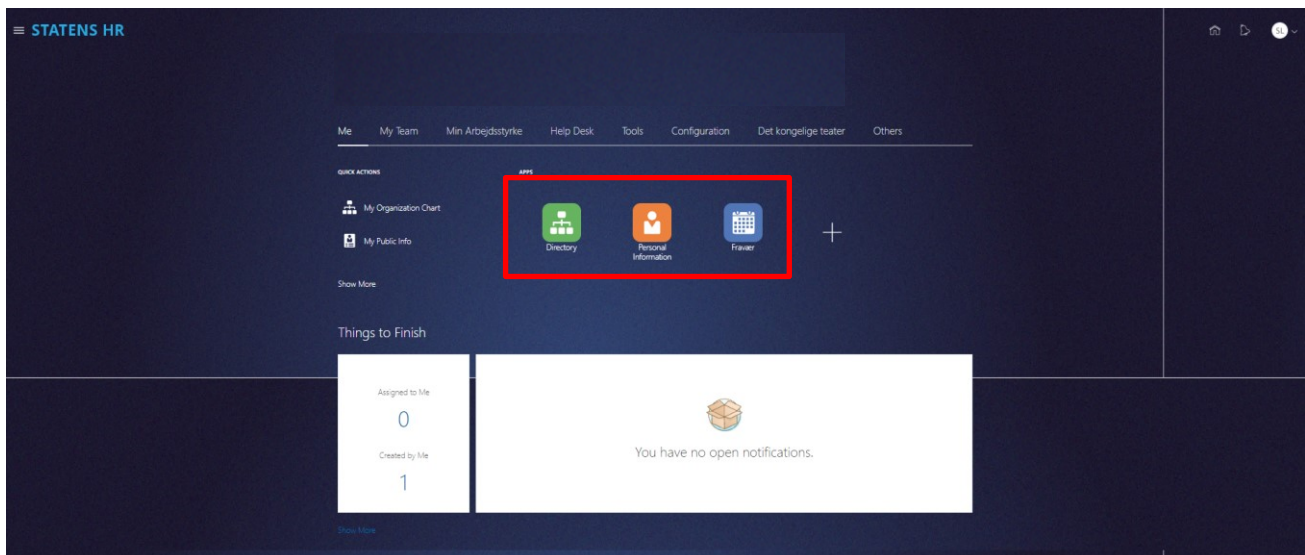 STATENS HR
SL
Me My Team Min Arbejdsstyrke Help Desk Tools Configuration Det kongelige teater Others
QUICK ACTIONS
APPS
My Organization Chart
My Public Info
Show More
Directory
Personal
Information
Fravær
Things to Finish
Assigned to Me
0
Created by Me
1
You have no open notifications.
Show More